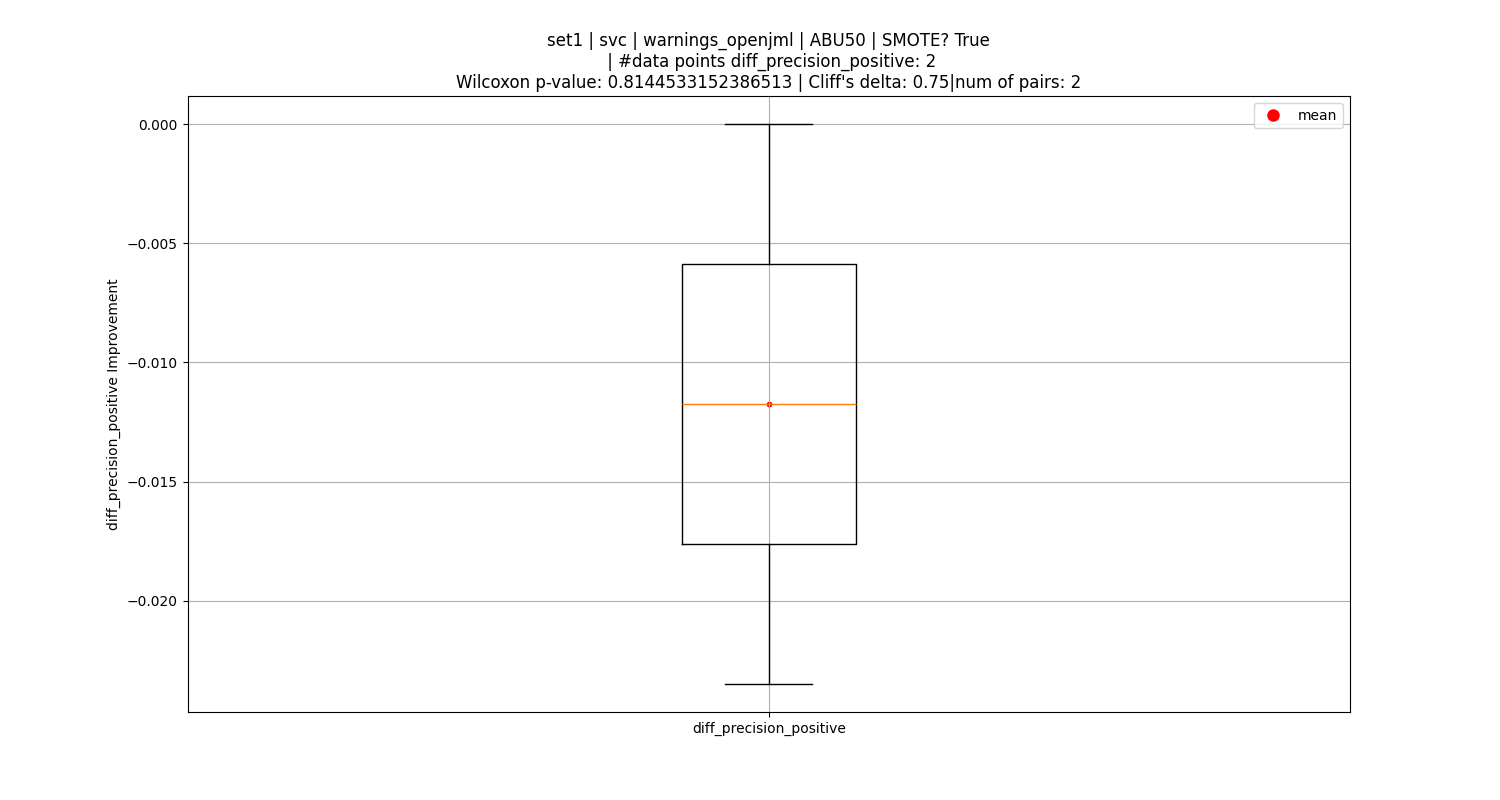 set1 | svc | warnings_openjml | ABU50 | SMOTE? True
| #data points diff_precision_positive: 2
Wilcoxon p-value: 0.8144533152386513 | Cliff's delta: 0.75|num of pairs: 2
mean
0.000
−0.005
−0.010
−0.015
−0.020
diff_precision_positive Improvement
diff_precision_positive